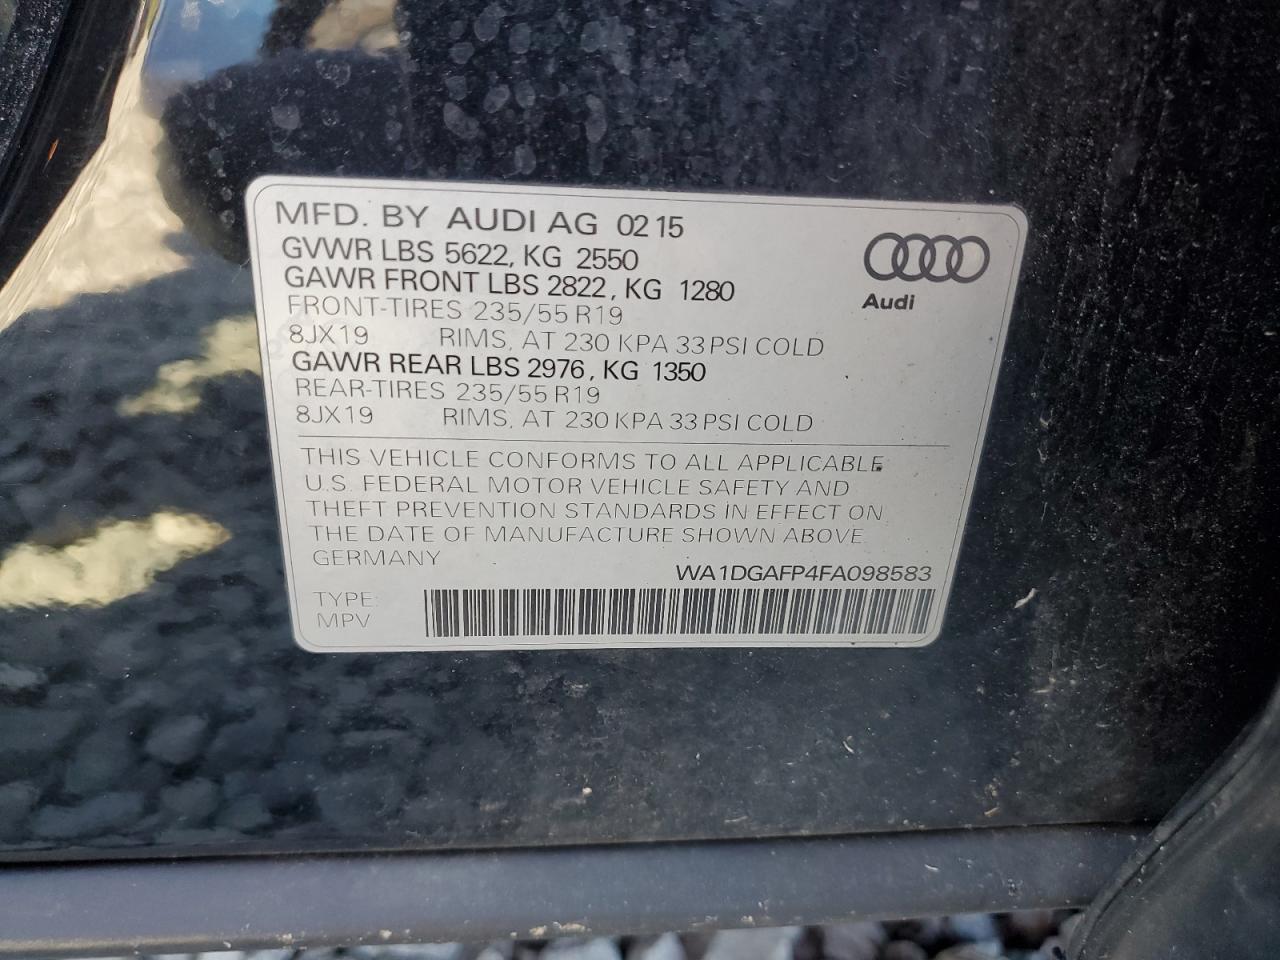 MFD. BY AUDI AG 02 15
GVWR LBS 5622, KG 2550
GAWR FRONT LBS 2822, KG 1280
FRONT-TIRES 235/55 R19
8JX19 RIMS, AT 230 KPA 33 PSI COLD
GAWR REAR LBS 2976, KG 1350
REAR-TIRES 235/55 R19
8JX19 RIMS, AT 230 KPA 33 PSI COLD
Audi
THIS VEHICLE CONFORMS TO ALL APPLICABLE
U.S. FEDERAL MOTOR VEHICLE SAFETY AND
THEFT PREVENTION STANDARDS IN EFFECT ON
THE DATE OF MANUFACTURE SHOWN ABOVE
GERMANY
WA1DGAFP4FA098583
TYPE:
MPV